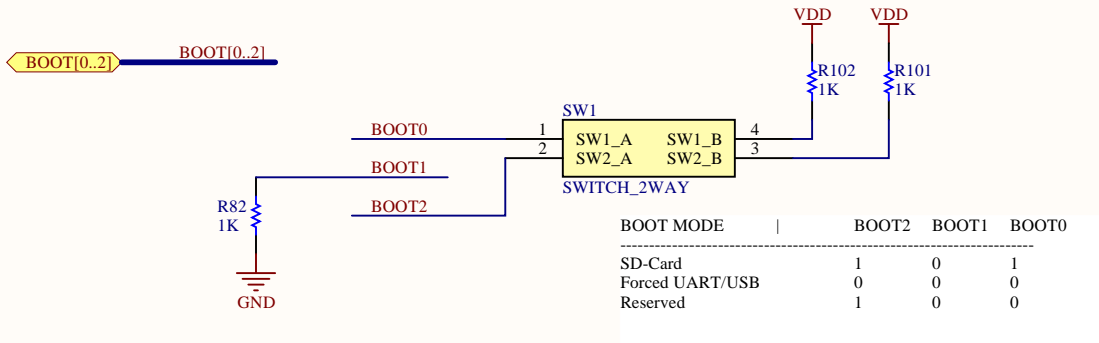 VDD VDD
BOOT[0..2] BOOT[0..2]
R102 R101
1K 1K
SW1
BOOT0 1 SW1_A SW1_B 4
2 SW2_A SW2_B 3
BOOT1
SWITCH_2WAY
R82 BOOT2
1K
BOOT MODE | BOOT2 BOOT1 BOOT0
------------------------------------------------------------------------
SD-Card 1 0 1
Forced UART/USB 0 0 0
Reserved 1 0 0
GND